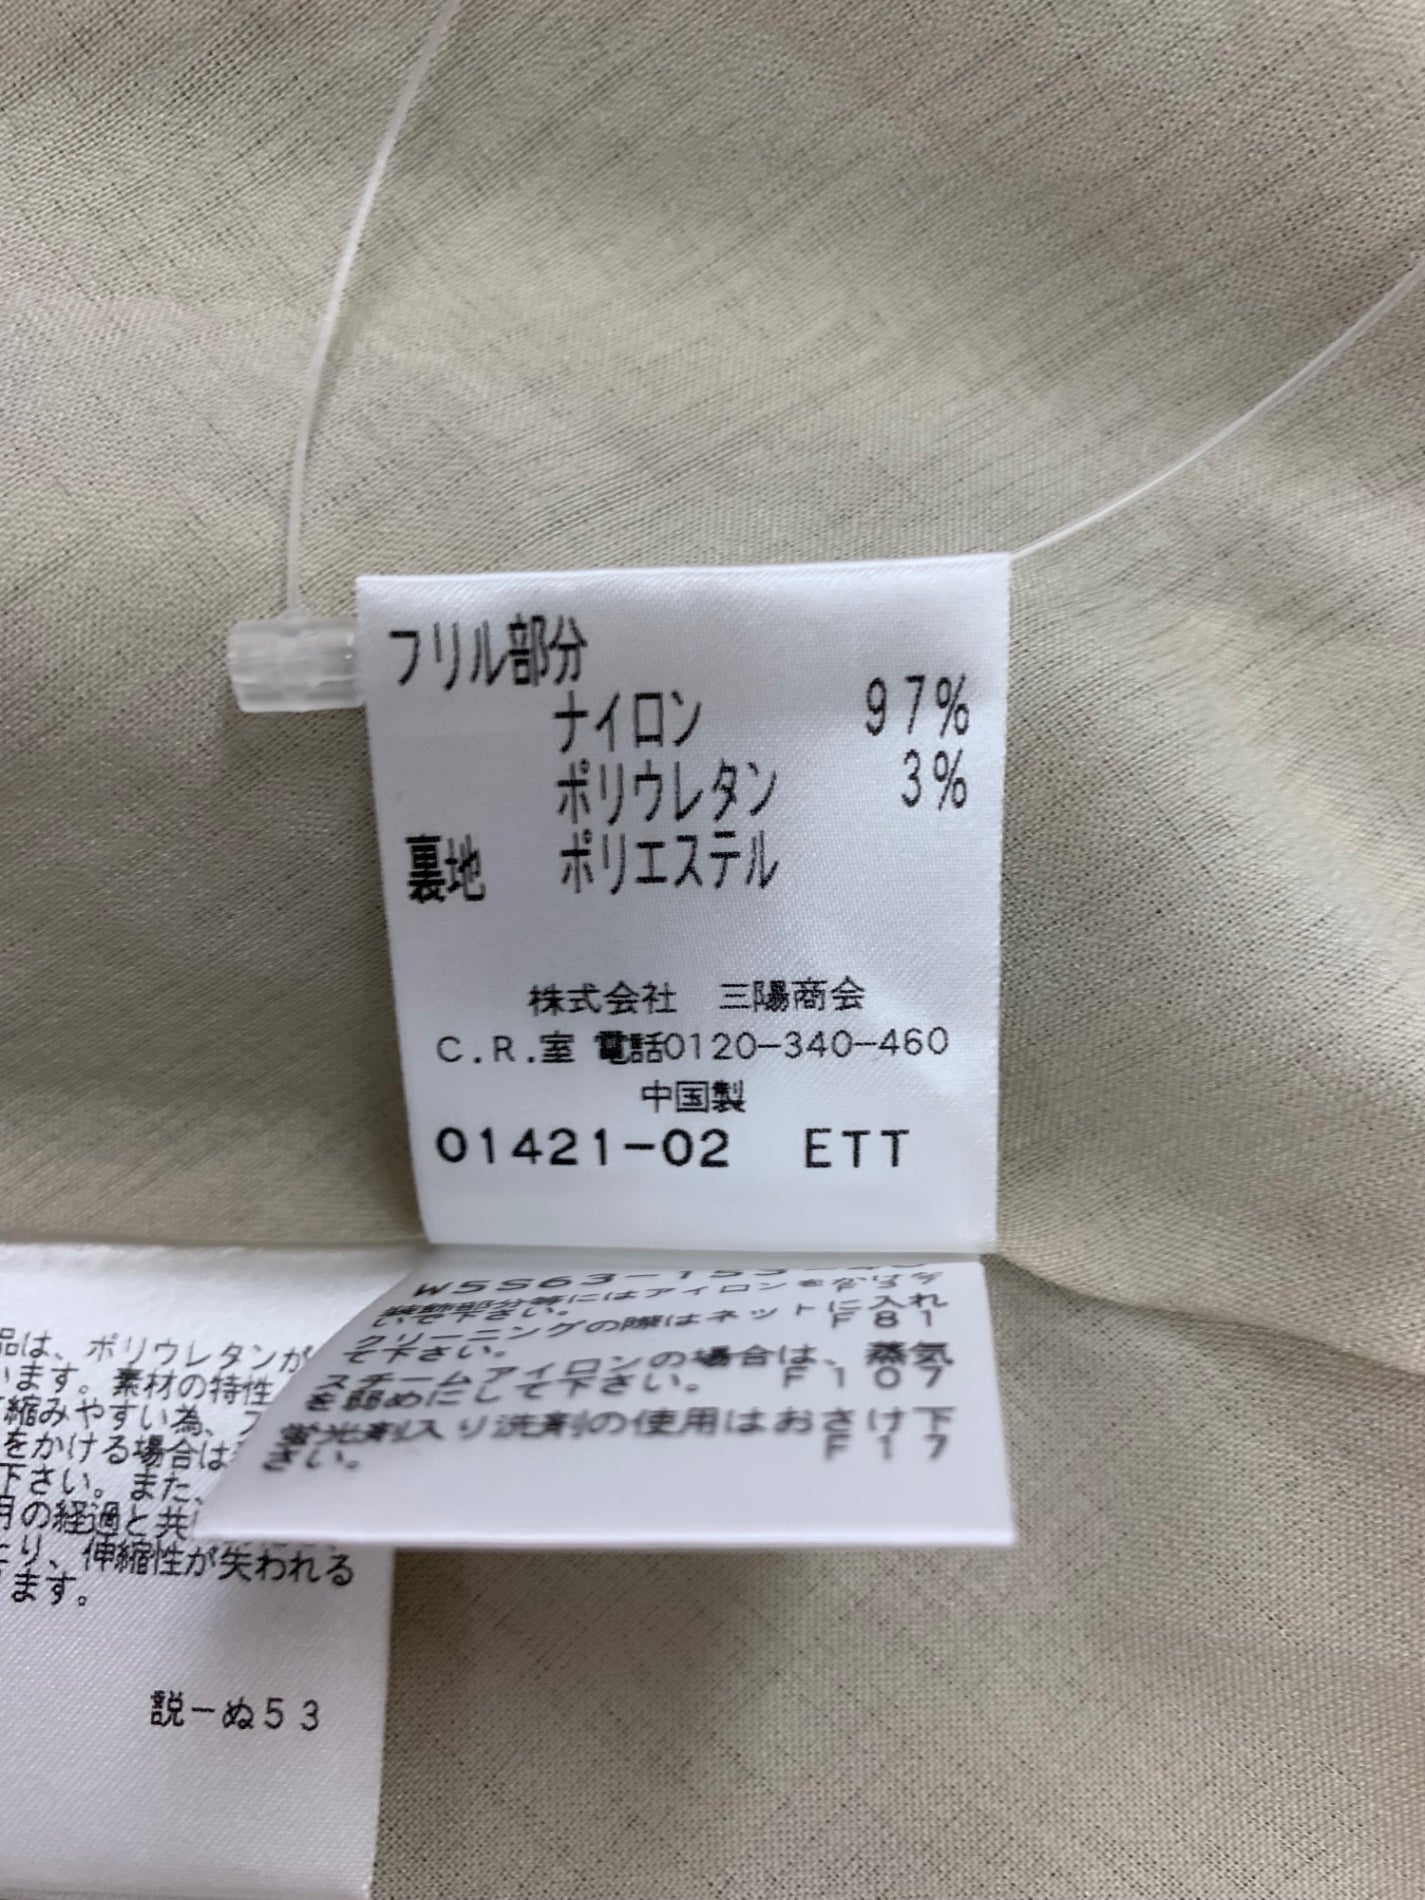 フリル部分
ナイロン 97%
ポリウレタン 3%
裏地 ポリエステル
株式会社 三陽商会
C.R.室 電話0120-340-460
中国製
01421-02 ETT
W5S63-153-
装飾部分等にはアイロンをかけな
いで下さい。
クリーニングの際はネットに入れ
て下さい。 F81
スチームアイロンの場合は、蒸気
を弱めにして下さい。 F107
蛍光剤入り洗剤の使用はおさけ下
さい。 F17
品は、ポリウレタンが
います。素材の特性
縮みやすい為、ス
をかける場合は
下さい。また、
月の経過と共
より、伸縮性が失われる
ます。
説-ぬ53